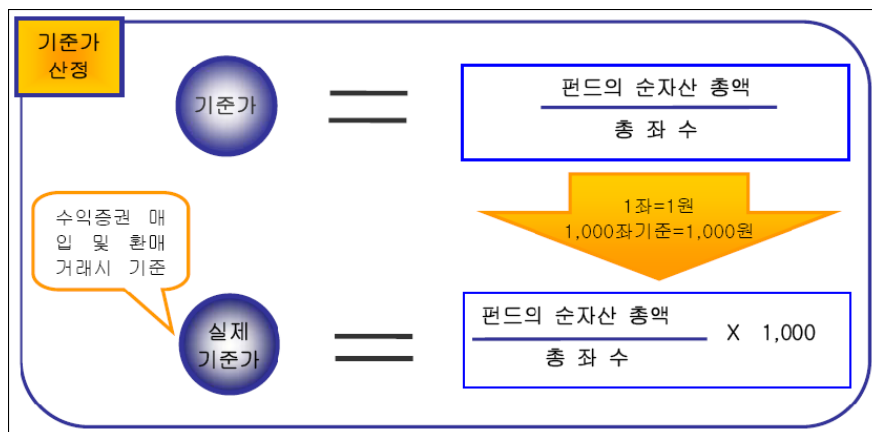 기준가
산정
기준가
펀드의 순자산 총액
총 좌 수
1좌=1원
1,000좌기준=1,000원
수익증권 매
입 및 환매
거래시 기준
실제
기준가
펀드의 순자산 총액
총 좌 수
X 1,000